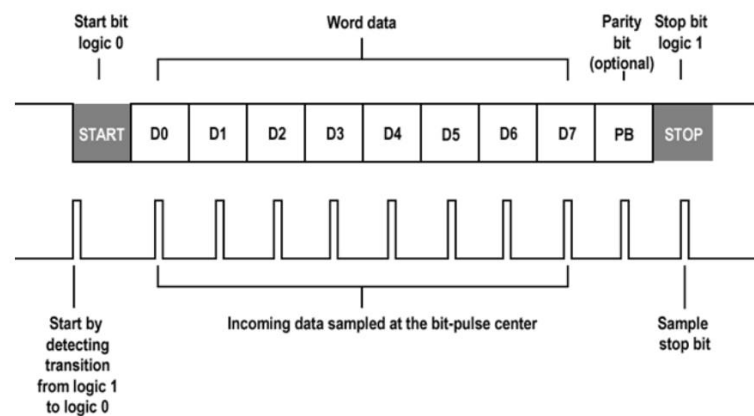 Start bit
logic 0
Word data
Parity
bit
(optional)
Stop bit
logic 1
START D0 D1 D2 D3 D4 D5 D6 D7 PB STOP
Start by
detecting
transition
from logic 1
to logic 0
Incoming data sampled at the bit-pulse center
Sample
stop bit